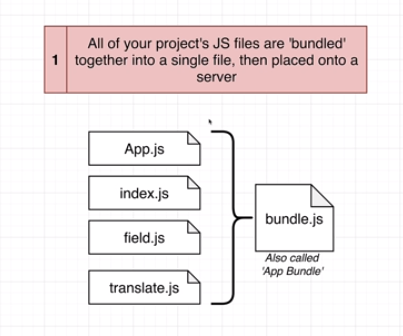 1
All of your project's JS files are 'bundled'
together into a single file, then placed onto a
server
App.js
index.js
field.js
translate.js
bundle.js
Also called
'App Bundle'